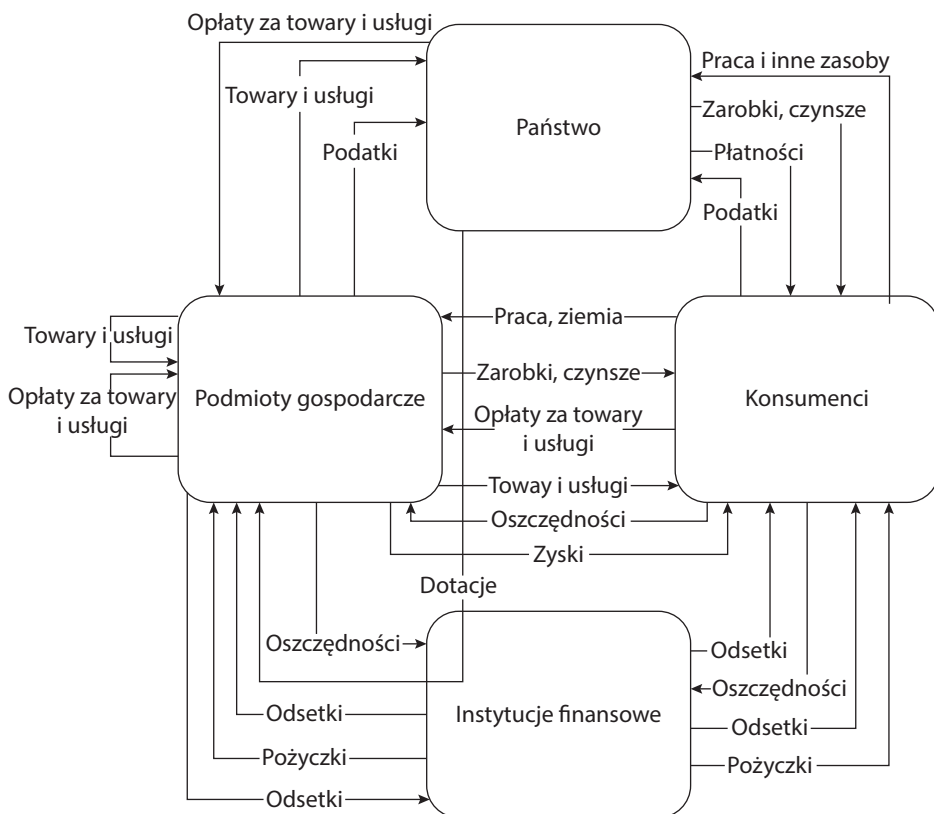 Opłaty za towary i usługi
Praca i inne zasoby
Towary i usługi
Zarobki, czynsze
Państwo
Podatki
Płatności
Podatki
Praca, ziemia
Towary i usługi
Zarobki, czynsze
Opłaty za towary
i usługi
Podmioty gospodarcze
Konsumenci
Opłaty za towary
i usługi
Toway i usługi
Oszczędności
Zyski
Dotacje
Oszczędności
Odsetki
Oszczędności
Odsetki
Instytucje finansowe
Odsetki
Pożyczki
Pożyczki
Odsetki